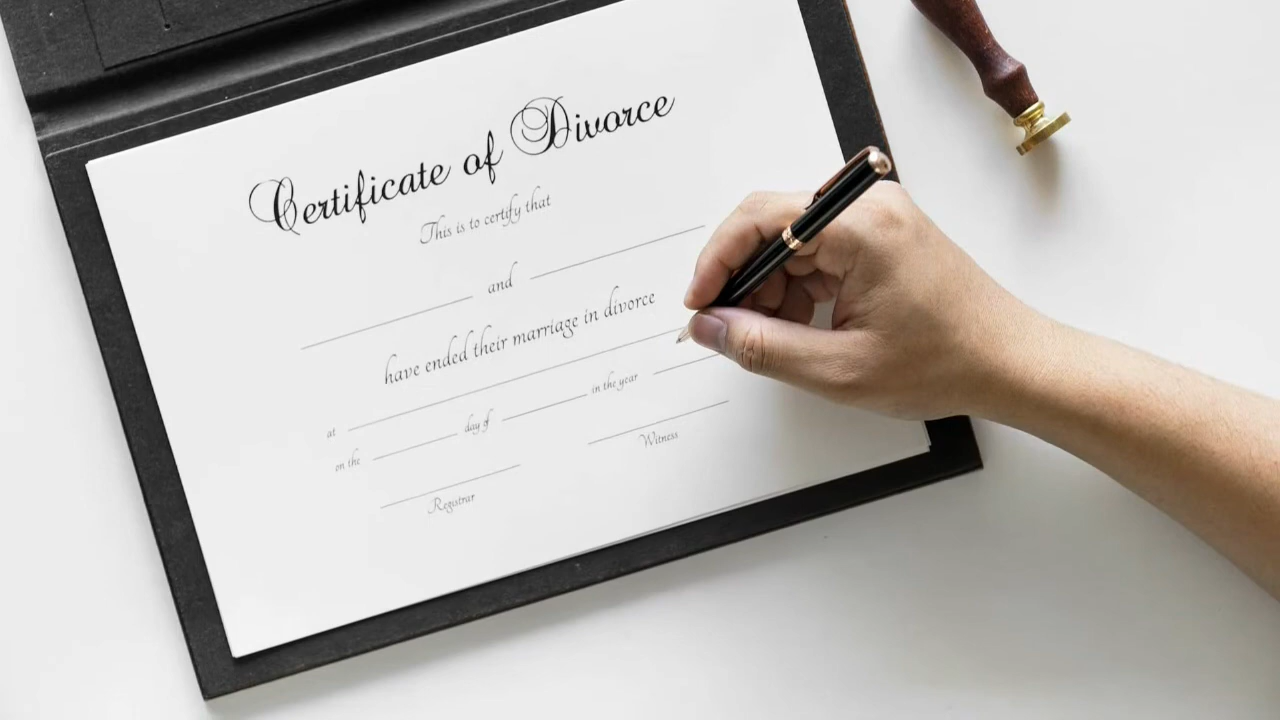 Certificate of Divorce
This is to certify that
and
have ended their marriage in divorce
at
on the day of in the year
Registrar Witness